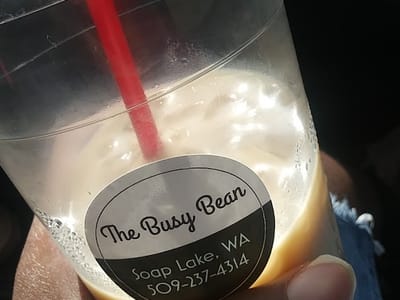 The Busy Bean
Soap Lake, WA
509-237-4314